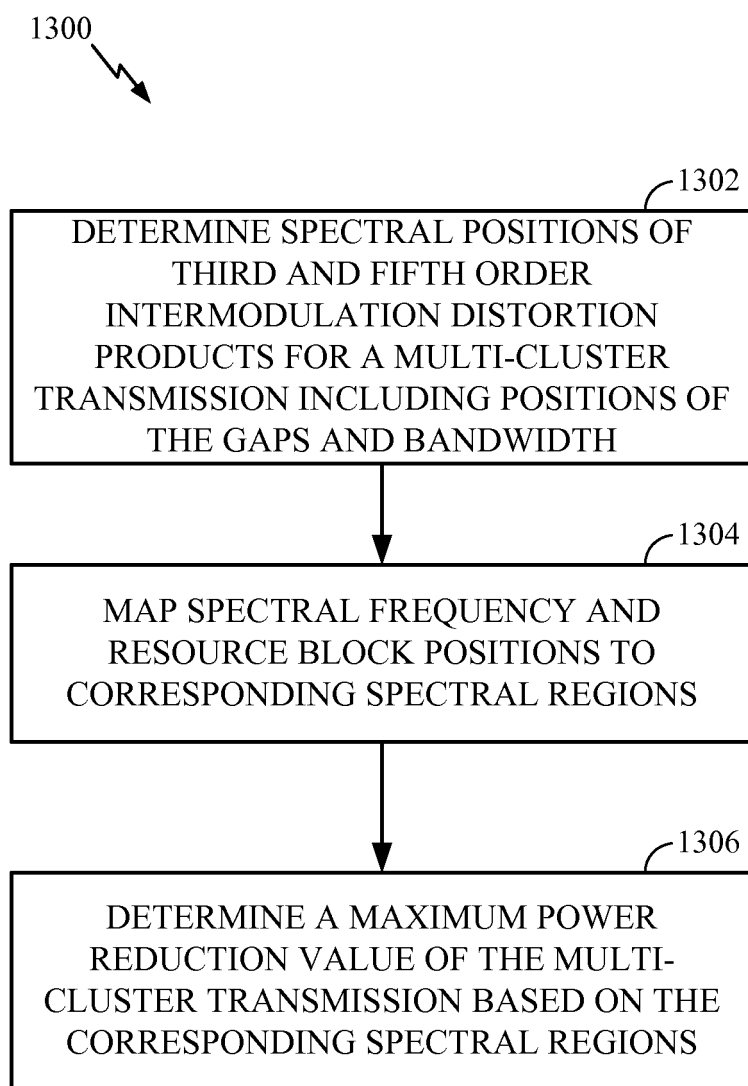 1300
1302
DETERMINE SPECTRAL POSITIONS OF
THIRD AND FIFTH ORDER
INTERMODULATION DISTORTION
PRODUCTS FOR A MULTI-CLUSTER
TRANSMISSION INCLUDING POSITIONS OF
THE GAPS AND BANDWIDTH
1304
MAP SPECTRAL FREQUENCY AND
RESOURCE BLOCK POSITIONS TO
CORRESPONDING SPECTRAL REGIONS
1306
DETERMINE A MAXIMUM POWER
REDUCTION VALUE OF THE MULTI-
CLUSTER TRANSMISSION BASED ON THE
CORRESPONDING SPECTRAL REGIONS